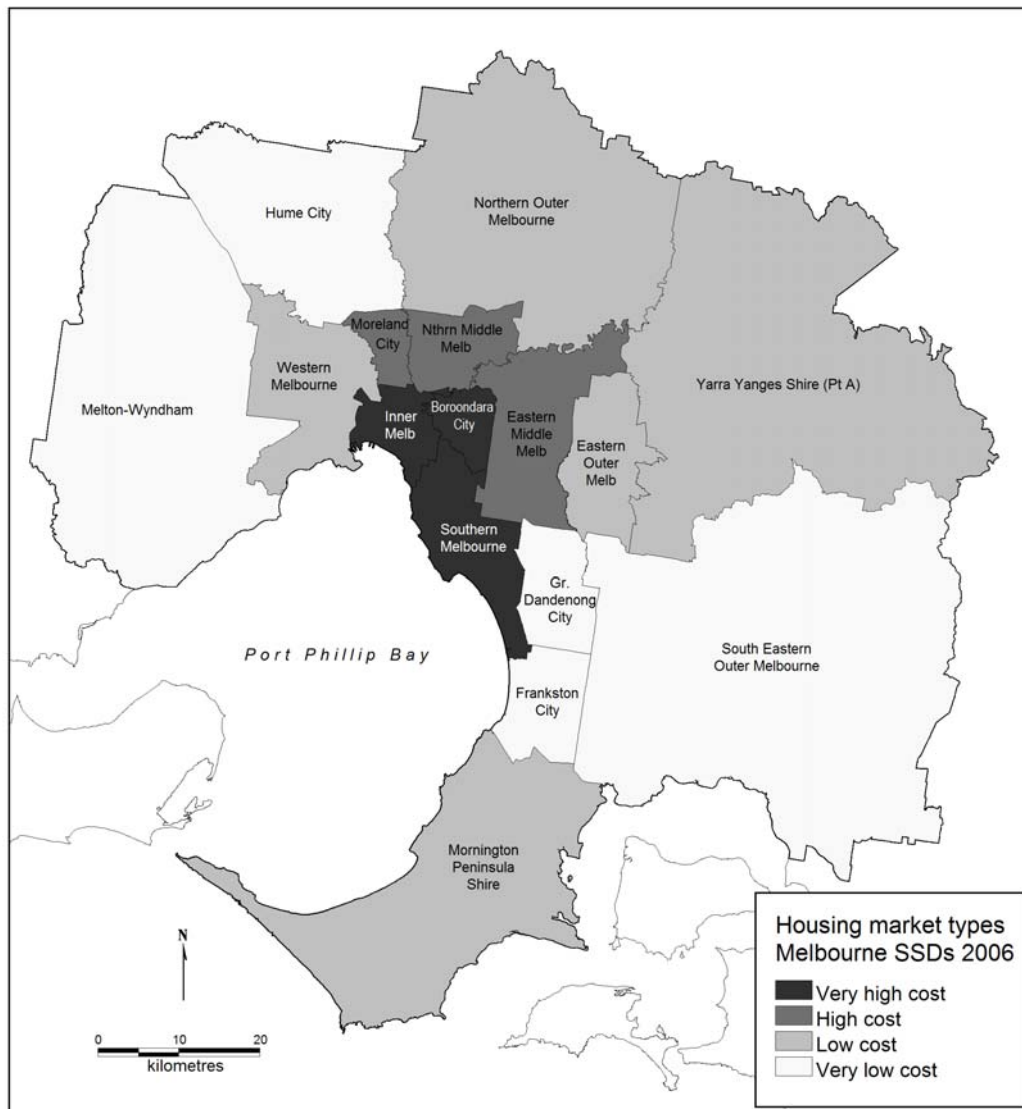 Hume City
Northern Outer
Melbourne
Moreland
City
Nthrn Middle
Melb
Western
Melbourne
Yarra Yanges Shire (Pt A)
Melton-Wyndham
Inner
Melb
Boroondara
City
Eastern
Middle
Melb
Eastern
Outer
Melb
Southern
Melbourne
Gr.
Dandenong
City
Port Phillip Bay
South Eastern
Outer Melbourne
Frankston
City
Mornington
Peninsula
Shire
N
0 10 20
kilometres
Housing market types
Melbourne SSDs 2006
Very high cost
High cost
Low cost
Very low cost